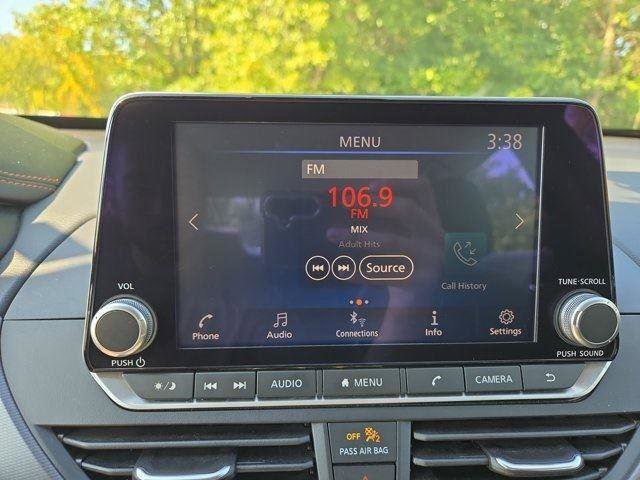 MENU 3:38
FM
106.9
FM
MIX
Adult Hits
Source
Call History
Phone Audio Connections Info Settings
VOL
PUSH
TUNE·SCROLL
PUSH SOUND
AUDIO MENU CAMERA
OFF 2
PASS AIR BAG